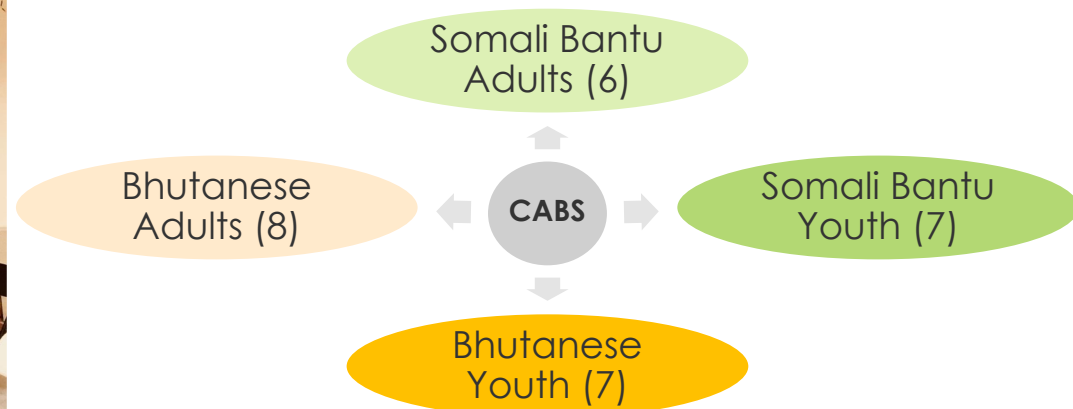 Somali Bantu
Adults (6)
Bhutanese
Adults (8)
CABS
Somali Bantu
Youth (7)
Bhutanese
Youth (7)